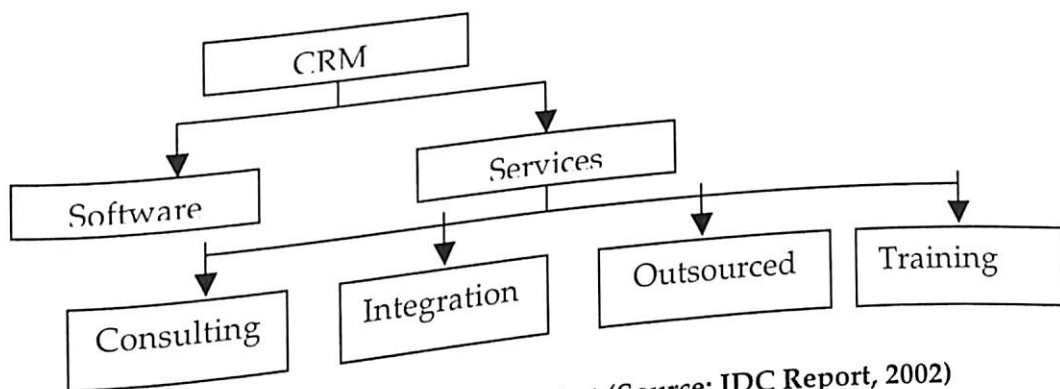 CRM
Services
Software
Outsourced
Training
Integration
Consulting
(Source: IDC Report, 2002)